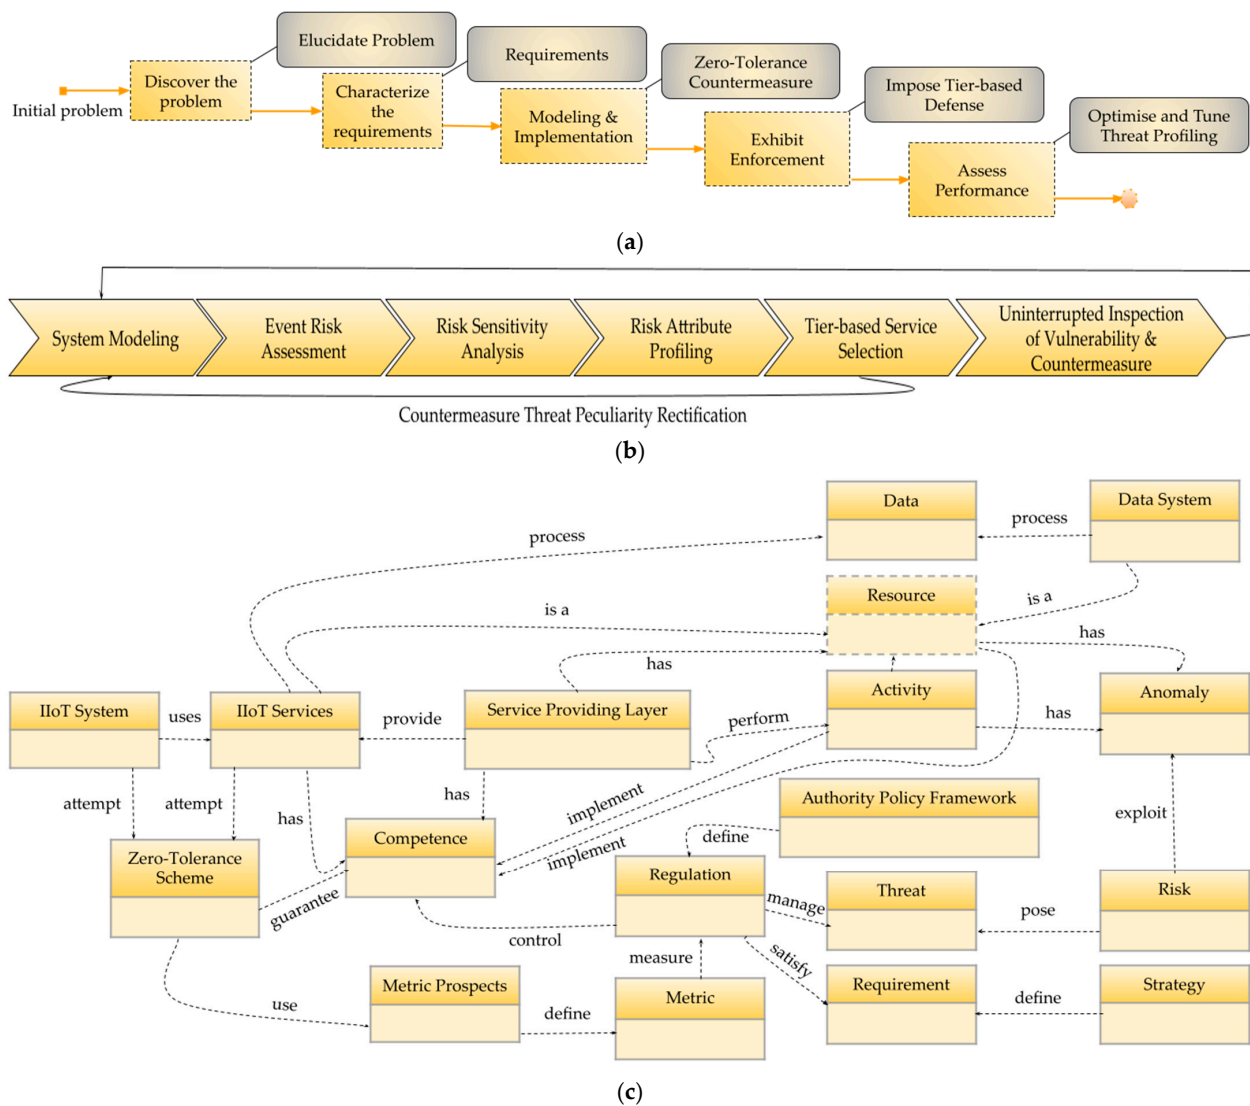 Elucidate Problem
Requirements
Zero-Tolerance
Countermeasure
Impose Tier-based
Defense
Optimise and Tune
Threat Profiling
Initial problem
Discover the
problem
Characterize
the
requirements
Modeling &
Implementation
Exhibit
Enforcement
Assess
Performance
(a)
System Modeling
Event Risk
Assessment
Risk Sensitivity
Analysis
Risk Attribute
Profiling
Tier-based Service
Selection
Uninterrupted Inspection
of Vulnerability &
Countermeasure
Countermeasure Threat Peculiarity Rectification
(b)
Data
Data System
process
process
Resource
is a
is a
has
has
IIoT System
uses
IIoT Services
provide
Service Providing Layer
perform
Activity
has
Anomaly
attempt
attempt
has
has
implement
implement
Authority Policy Framework
define
exploit
Zero-Tolerance
Scheme
Competence
guarantee
Regulation
manage
Threat
pose
Risk
control
measure
satisfy
use
Metric Prospects
define
Metric
Requirement
define
Strategy
(c)